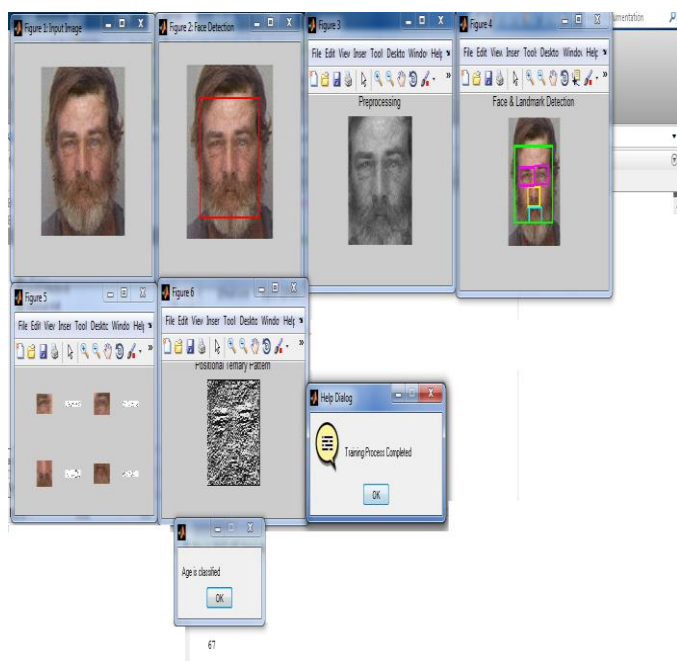 Figure 1: Input Image
Figure 2: Face Detection
Figure 3
File Edit View Inser Tool Deskto Windo Help
Preprocessing
Figure 4
File Edit View Inser Tool Deskto Windo Help
Face & Landmark Detection
umentation
Figure 5
File Edit View Inser Tool Deskto Windo Help
Figure 6
File Edit View Inser Tool Deskto Windo Help
Positional Ternary Pattern
Help Dialog
Training Process Completed
OK
Age is classified
OK
67